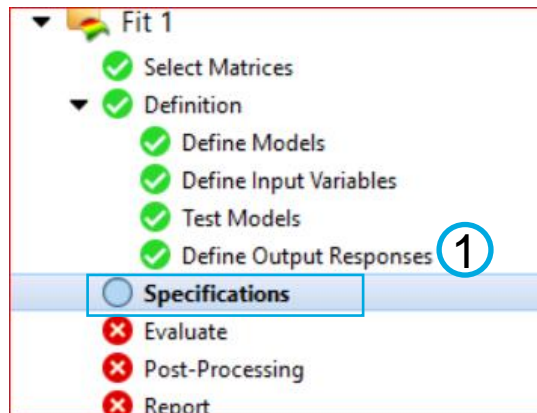 Fit 1
Select Matrices
Definition
Define Models
Define Input Variables
Test Models
Define Output Responses 1
Specifications
Evaluate
Post-Processing
Report